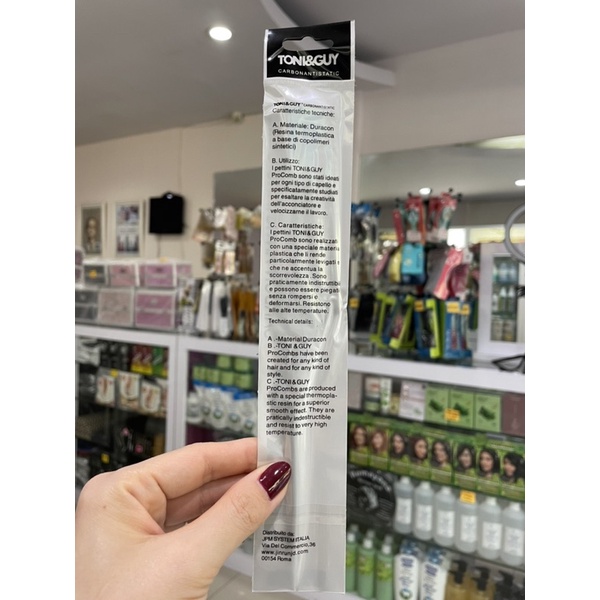 TONI&GUY
CARBONANTISTATIC
TONI&GUY
Caratteristiche tecniche:
A. Materiale: Duracon
(Resina termoplastica
a base di copolimeri
sintetici)
B. Utilizzo:
I pettini TONI&GUY
ProComb sono stati ideati
per ogni tipo di capello e
specificatamente studiati
per esaltare la creatività
dell'acconciatore e
velocizzarne il lavoro.
C. Caratteristiche:
I pettini TONI&GUY
ProComb sono realizzati
con una speciale materia
plastica che li rende
particolarmente levigati e
che ne accentua la
scorrevolezza .Sono
praticamente indistruttibili
e possono essere piegati
senza rompersi e
deformarsi. Resistono
alle alte temperature.
Technical details:
A .-Material Duracon
B .-TONI & GUY
ProCombs have been
created for any kind of
hair and for any kind of
style.
C .-TONI&GUY
ProCombs are produced
with a special thermopla-
stic resin for a superior
smooth effect. They are
pratically indestructible
and resist to very high
temperature.
Distribuito da:
JPM SYSTEM ITALIA
Via Del Commercio,36
www.jinrunjd.com
00154 Roma